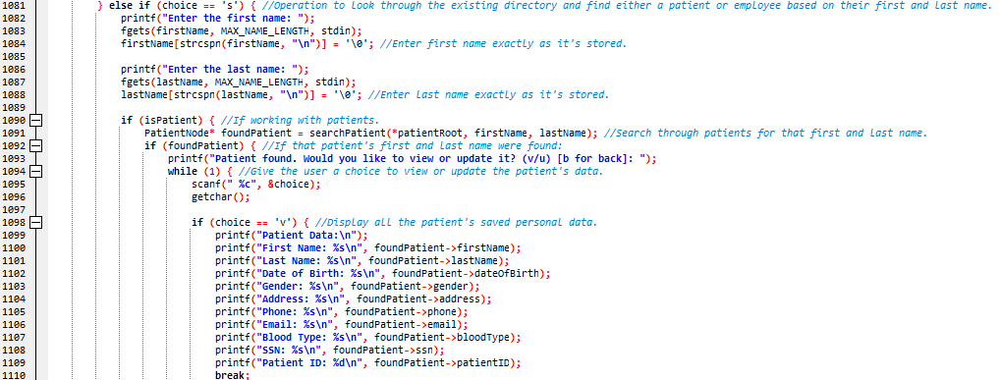 1081 } else if (choice == 's') { //Operation to look through the existing directory and find either a patient or employee based on their first and last name.
1082 printf("Enter the first name: ");
1083 fgets(firstName, MAX_NAME_LENGTH, stdin);
1084 firstName[strcspn(firstName, "\n")] = '\0'; //Enter first name exactly as it's stored.
1085
1086 printf("Enter the last name: ");
1087 fgets(lastName, MAX_NAME_LENGTH, stdin);
1088 lastName[strcspn(lastName, "\n")] = '\0'; //Enter last name exactly as it's stored.
1089
1090 if (isPatient) { //If working with patients.
1091 PatientNode* foundPatient = searchPatient(*patientRoot, firstName, lastName); //Search through patients for that first and last name.
1092 if (foundPatient) { //If that patient's first and last name were found:
1093 printf("Patient found. Would you like to view or update it? (v/u) [b for back]: ");
1094 while (1) { //Give the user a choice to view or update the patient's data.
1095 scanf(" %c", &choice);
1096 getchar();
1097
1098 if (choice == 'v') { //Display all the patient's saved personal data.
1099 printf("Patient Data:\n");
1100 printf("First Name: %s\n", foundPatient->firstName);
1101 printf("Last Name: %s\n", foundPatient->lastName);
1102 printf("Date of Birth: %s\n", foundPatient->dateOfBirth);
1103 printf("Gender: %s\n", foundPatient->gender);
1104 printf("Address: %s\n", foundPatient->address);
1105 printf("Phone: %s\n", foundPatient->phone);
1106 printf("Email: %s\n", foundPatient->email);
1107 printf("Blood Type: %s\n", foundPatient->bloodType);
1108 printf("SSN: %s\n", foundPatient->ssn);
1109 printf("Patient ID: %d\n", foundPatient->patientID);
1110 break;